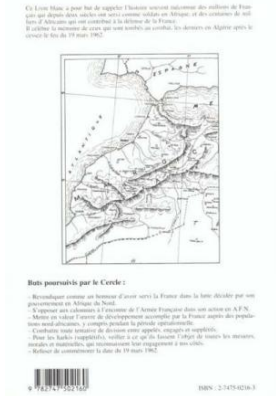 Ce Livre blanc a pour but de rappeler l'histoire souvent méconnue des millions de Fran-
çais qui depuis deux siècles ont servi comme soldats en Afrique, et des centaines de mil-
liers d'Africains qui ont contribué à la défense de la France.
Il célèbre la mémoire de ceux qui sont tombés au combat, les derniers en Algérie après le
cessez-le-feu du 19 mars 1962.
ESPAGNE
ATLANTIQUE
Buts poursuivis par le Cercle :
- Revendiquer comme un honneur d'avoir servi la France dans la lutte décidée par son
gouvernement en Afrique du Nord.
- S'opposer aux calomnies à l'encontre de l'Armée Française dans son action en A.F.N.
- Mettre en valeur l'œuvre de développement accomplie par la France auprès des popula-
tions nord-africaines, y compris pendant la période opérationnelle.
- Combattre toute tentative de division entre appelés, engagés et supplétifs.
- Pour les harkis (supplétifs), veiller à ce qu'ils fassent l'objet de toutes les mesures,
morales et matérielles, qui reconnaissent leur engagement à nos côtés.
- Refuser de commémorer la date du 19 mars 1962.
9 782747 502160
ISBN : 2-7475-0216-3